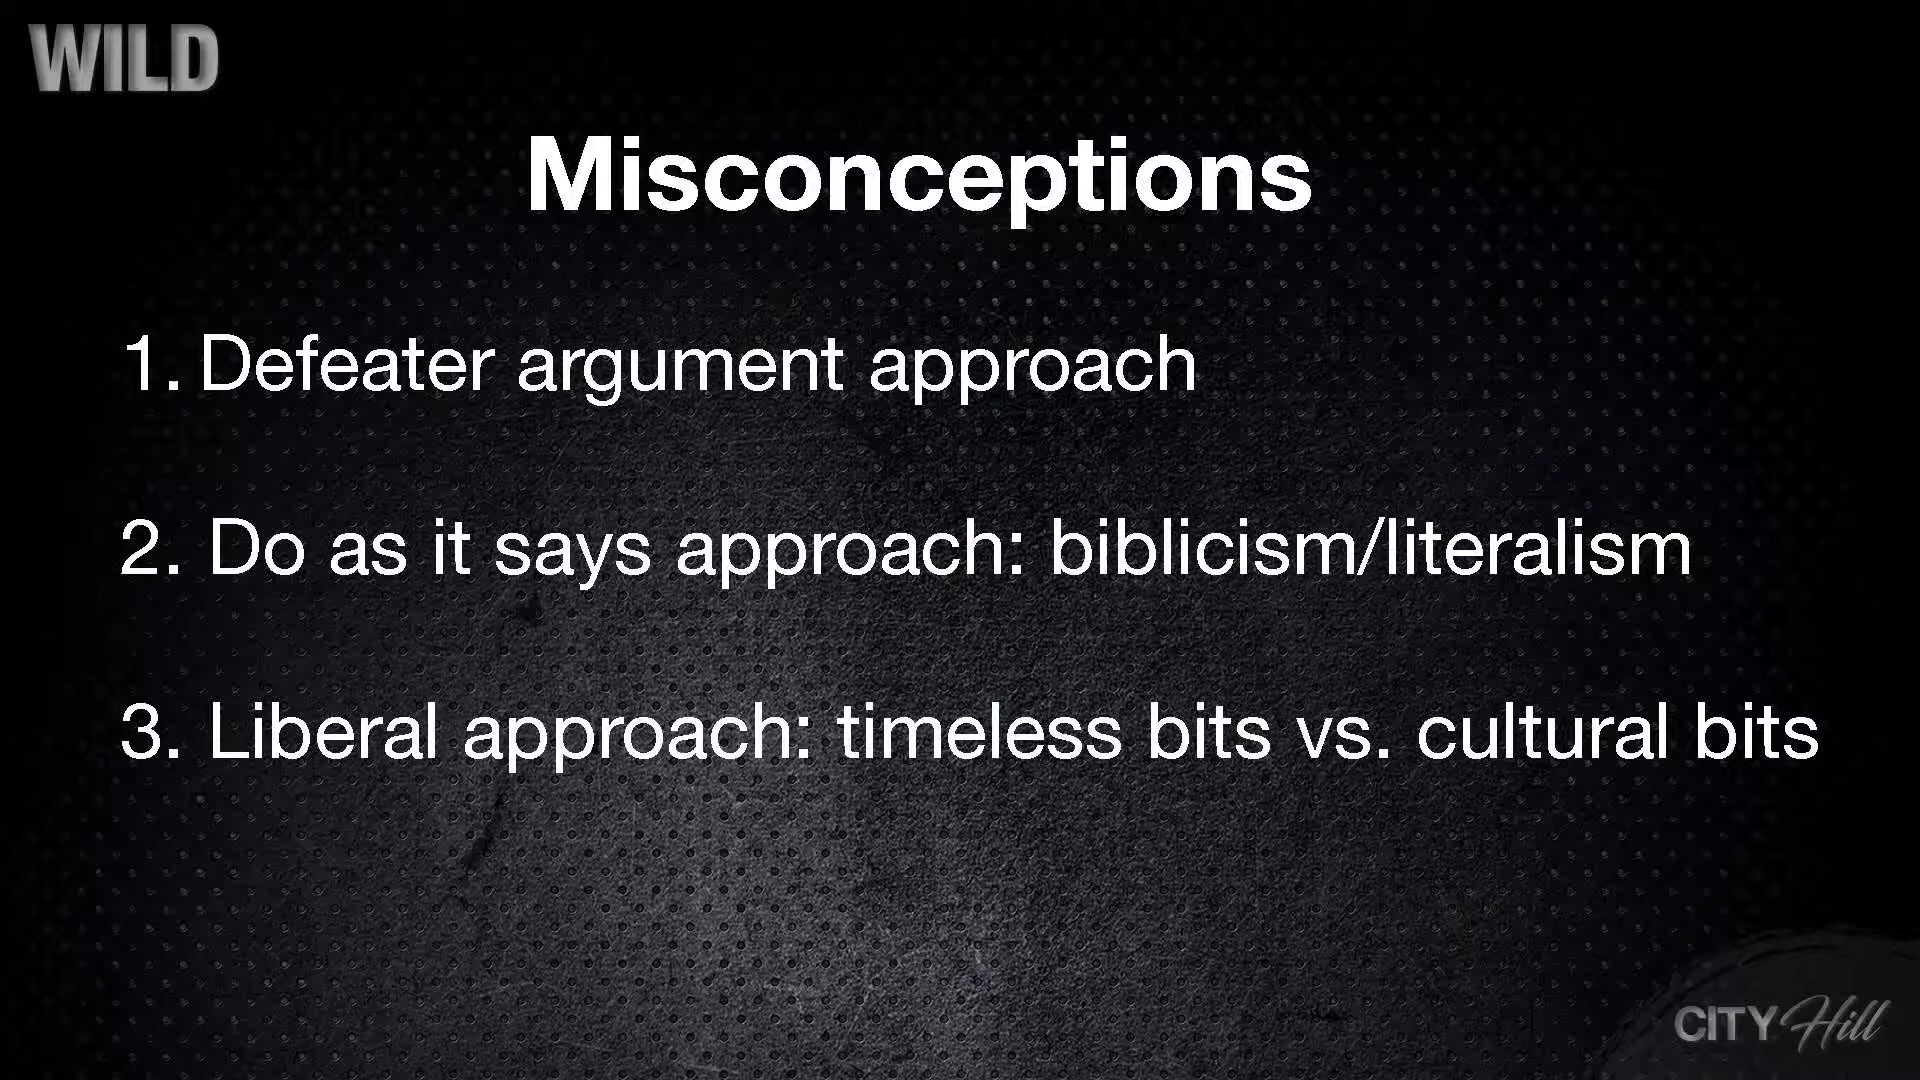 WILD
Misconceptions
1. Defeater argument approach
2. Do as it says approach: biblicism/literalism
3. Liberal approach: timeless bits vs. cultural bits
CITY Hill